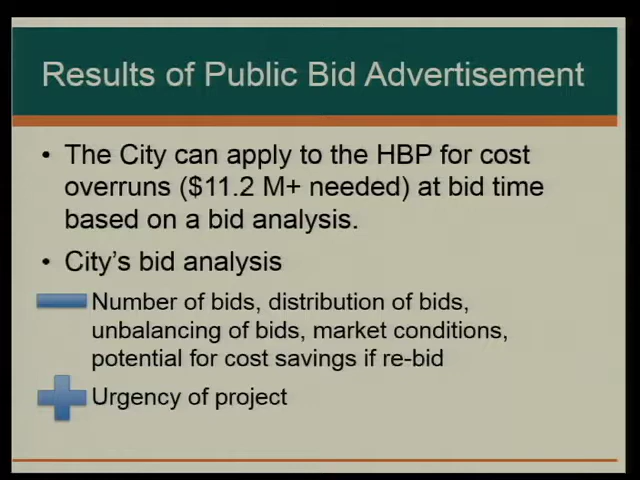 Results of Public Bid Advertisement
• The City can apply to the HBP for cost
overruns ($11.2 M+ needed) at bid time
based on a bid analysis.
• City's bid analysis
Number of bids, distribution of bids,
unbalancing of bids, market conditions,
potential for cost savings if re-bid
Urgency of project